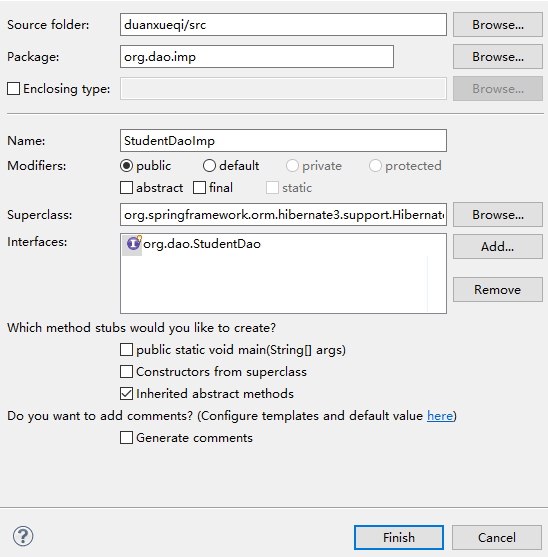 Source folder: duanxueqi/src Browse...
Package: org.dao.imp Browse...
Enclosing type: Browse...
Name: StudentDaoImp
Modifiers: public default private protected
abstract final static
Superclass: org.springframework.orm.hibernate3.support.Hibernate Browse...
Interfaces: org.dao.StudentDao Add...
Remove
Which method stubs would you like to create?
public static void main(String[] args)
Constructors from superclass
Inherited abstract methods
Do you want to add comments? (Configure templates and default value here)
Generate comments
? Finish Cancel